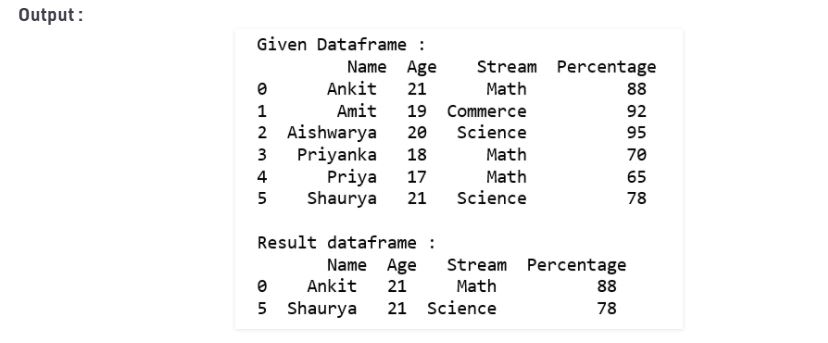 Output :
Given Dataframe :
Name Age Stream Percentage
0 Ankit 21 Math 88
1 Amit 19 Commerce 92
2 Aishwarya 20 Science 95
3 Priyanka 18 Math 70
4 Priya 17 Math 65
5 Shaurya 21 Science 78
Result dataframe :
Name Age Stream Percentage
0 Ankit 21 Math 88
5 Shaurya 21 Science 78